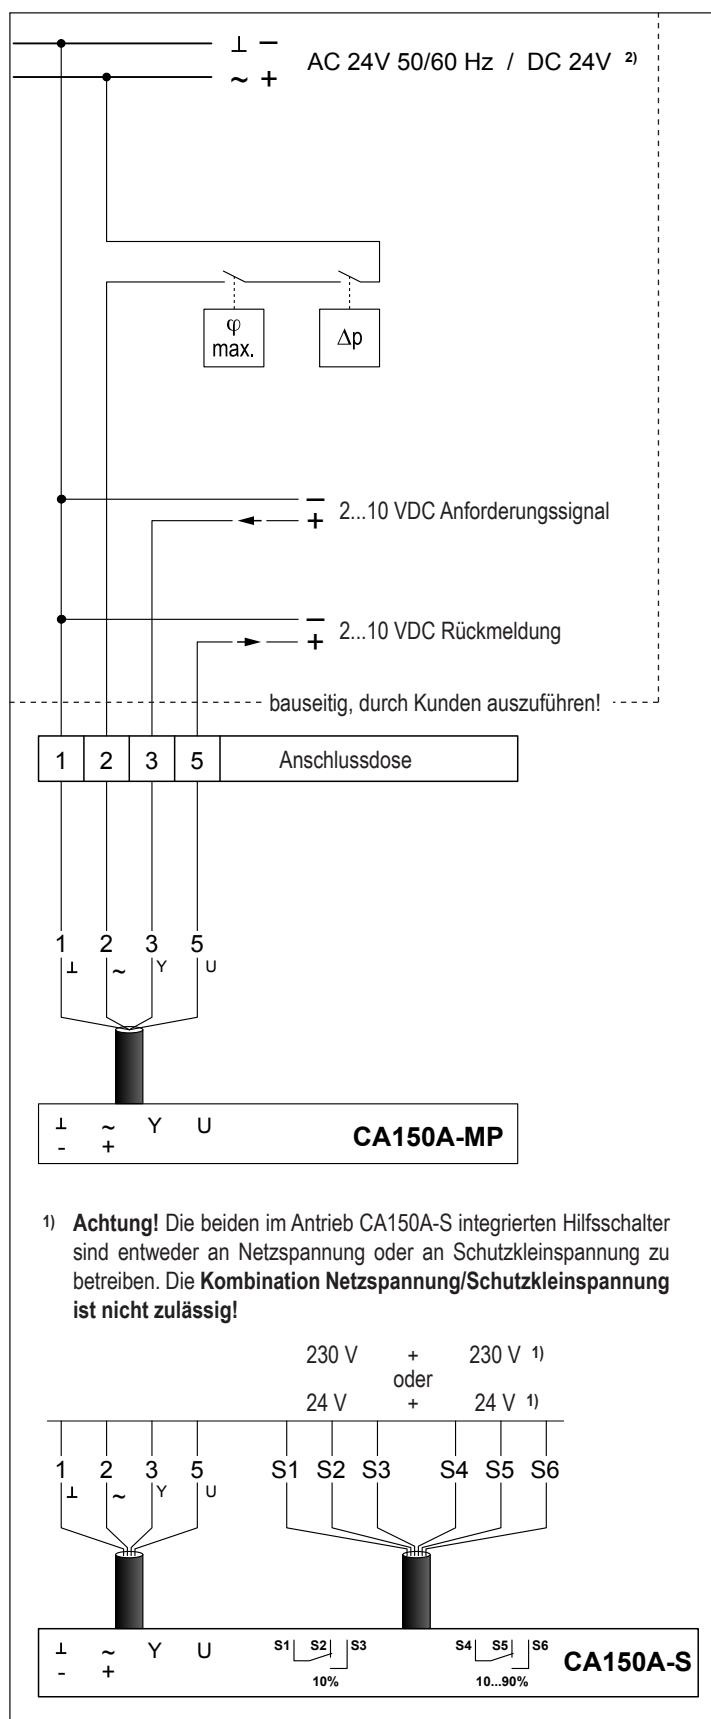 ⊥ –
AC 24V 50/60 Hz / DC 24V 2)
~ +
φ
max.
Δp
–
2...10 VDC Anforderungssignal
+
–
2...10 VDC Rückmeldung
+
bauseitig, durch Kunden auszuführen!
1 2 3 5 Anschlussdose
1 2 3 5
⊥ ~ Y U
⊥ ~ Y U
- +
CA150A-MP
1) Achtung! Die beiden im Antrieb CA150A-S integrierten Hilfsschalter
sind entweder an Netzspannung oder an Schutzkleinspannung zu
betreiben. Die Kombination Netzspannung/Schutzkleinspannung
ist nicht zulässig!
230 V + 230 V 1)
oder
24 V + 24 V 1)
1 2 3 5 S1 S2 S3 S4 S5 S6
⊥ ~ Y U
⊥ ~ Y U S1 S2 S3 S4 S5 S6
- +
CA150A-S
10% 10...90%